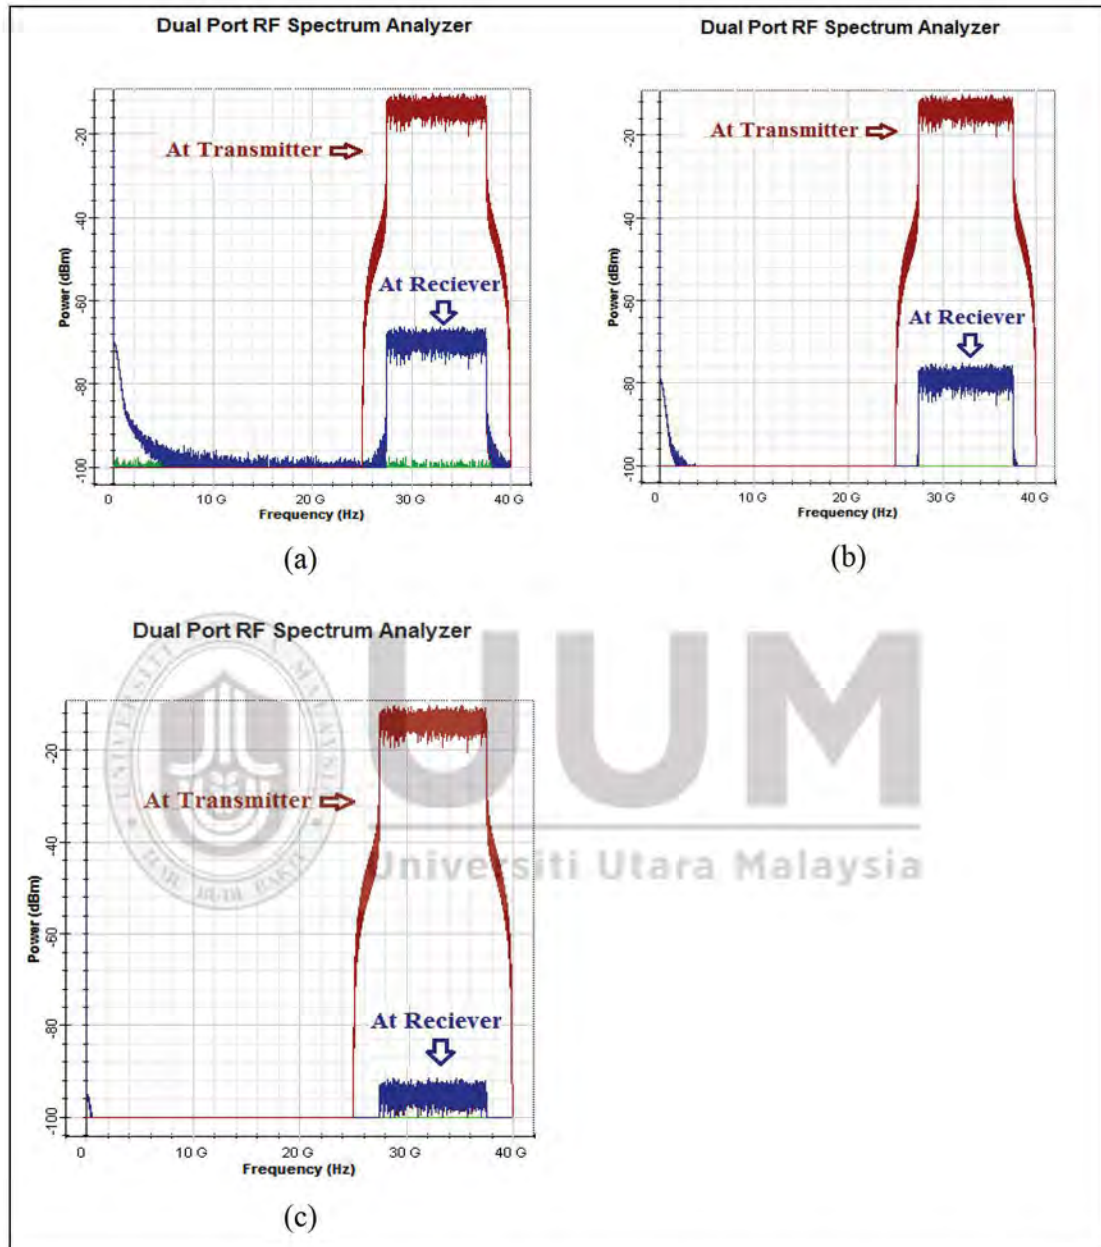 Dual Port RF Spectrum Analyzer
Power (dBm)
-20
-40
-60
-80
-100
At Transmitter
At Reciever
0
10 G
20 G
30 G
40 G
Frequency (Hz)
(a)
Dual Port RF Spectrum Analyzer
Power (dBm)
-20
-40
-60
-80
-100
At Transmitter
At Reciever
0
10 G
20 G
30 G
40 G
Frequency (Hz)
(b)
Dual Port RF Spectrum Analyzer
UUM
Universiti Utara Malaysia
Power (dBm)
-20
-40
-60
-80
-100
At Transmitter
At Reciever
0
10 G
20 G
30 G
40 G
Frequency (Hz)
(c)